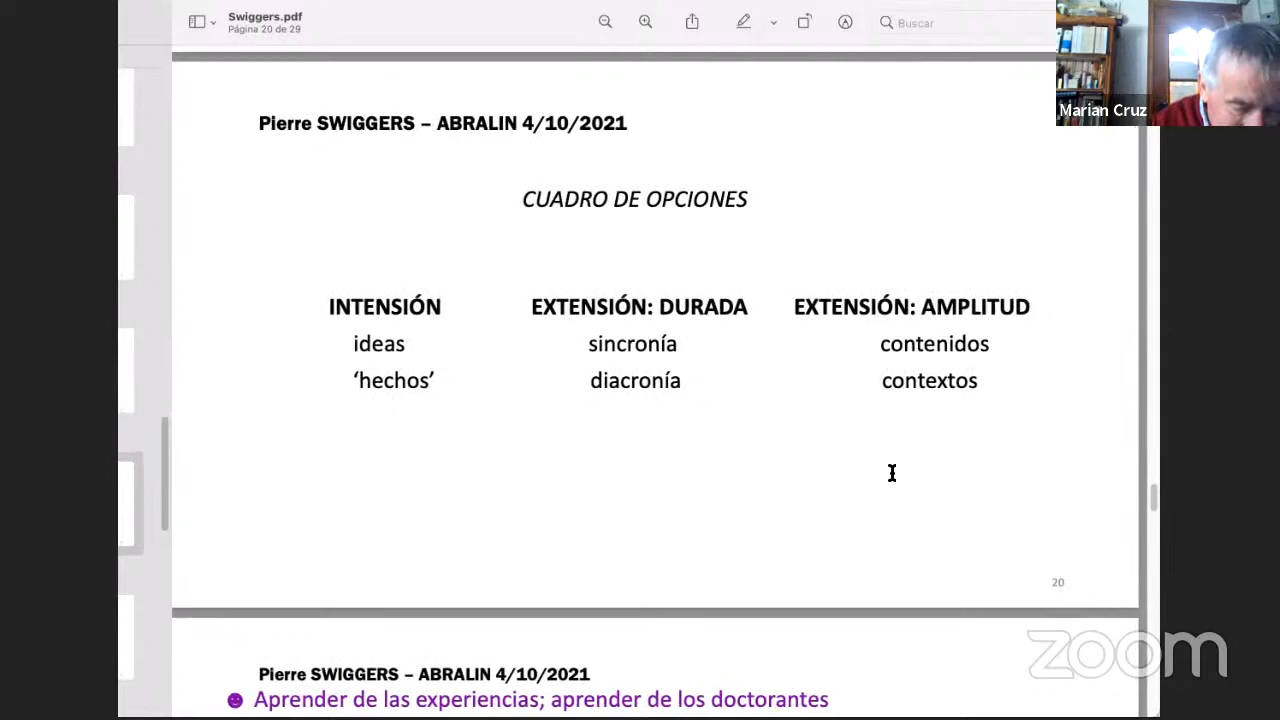 Swiggers.pdf
Página 20 de 29
Buscar
Marian Cruz
Pierre SWIGGERS – ABRALIN 4/10/2021
CUADRO DE OPCIONES
INTENSIÓN EXTENSIÓN: DURADA EXTENSIÓN: AMPLITUD
ideas sincronía contenidos
‘hechos’ diacronía contextos
20
zoom
Pierre SWIGGERS – ABRALIN 4/10/2021
Aprender de las experiencias; aprender de los doctorantes